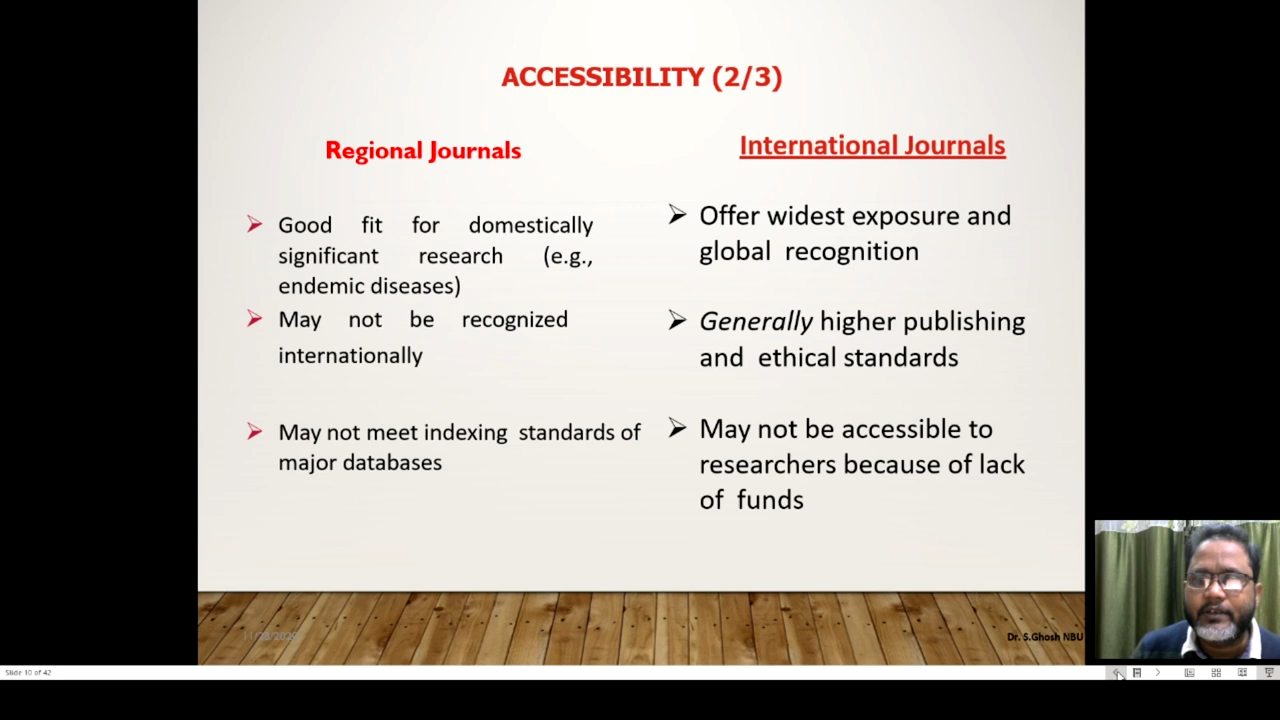 ACCESSIBILITY (2/3)
Regional Journals
Good fit for domestically
significant research (e.g.,
endemic diseases)
May not be recognized
internationally
May not meet indexing standards of
major databases
International Journals
Offer widest exposure and
global recognition
Generally higher publishing
and ethical standards
May not be accessible to
researchers because of lack
of funds
Dr. S.Ghosh NBU
Slide 10 of 42